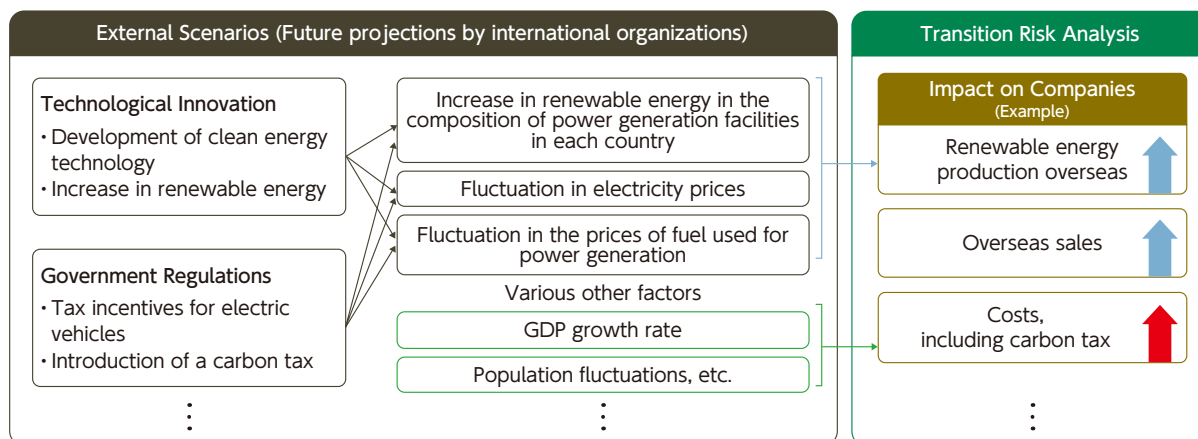 External Scenarios (Future projections by international organizations)
Technological Innovation
・Development of clean energy
technology
・Increase in renewable energy
Government Regulations
・Tax incentives for electric
vehicles
・Introduction of a carbon tax
Increase in renewable energy in the
composition of power generation facilities
in each country
Fluctuation in electricity prices
Fluctuation in the prices of fuel used for
power generation
Various other factors
GDP growth rate
Population fluctuations, etc.
Transition Risk Analysis
Impact on Companies
(Example)
Renewable energy
production overseas
Overseas sales
Costs,
including carbon tax